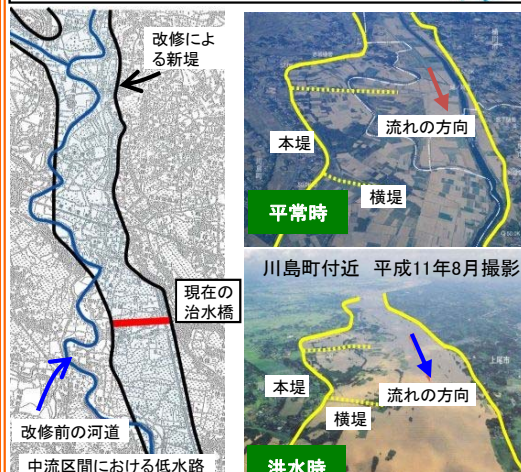 改修によ
る新堤
現在の
治水橋
改修前の河道
中流区間における低水路
流れの方向
本堤
横堤
平常時
川島町付近 平成11年8月撮影
本堤
流れの方向
横堤
上尾市
洪水時